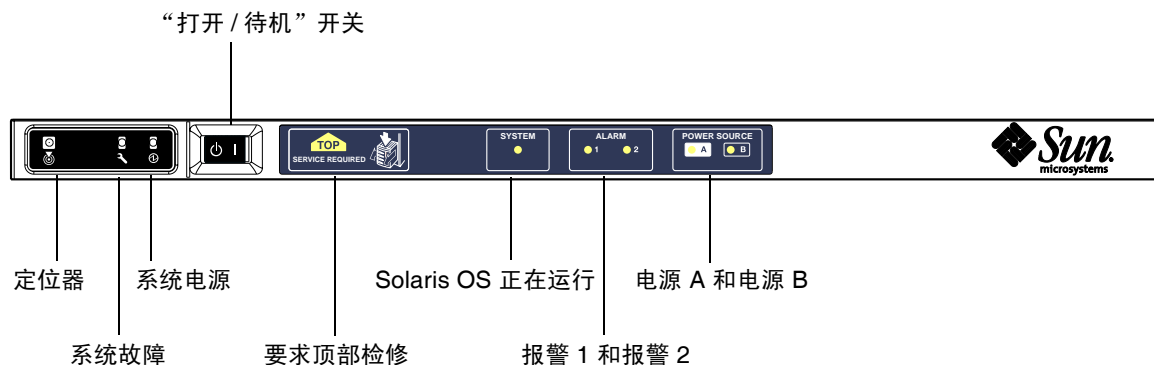 “打开 / 待机”开关
TOP
SERVICE REQUIRED
SYSTEM
ALARM
1 2
POWER SOURCE
A B
Sun
microsystems
定位器
系统电源
Solaris OS 正在运行
电源 A 和电源 B
系统故障
要求顶部检修
报警 1 和报警 2